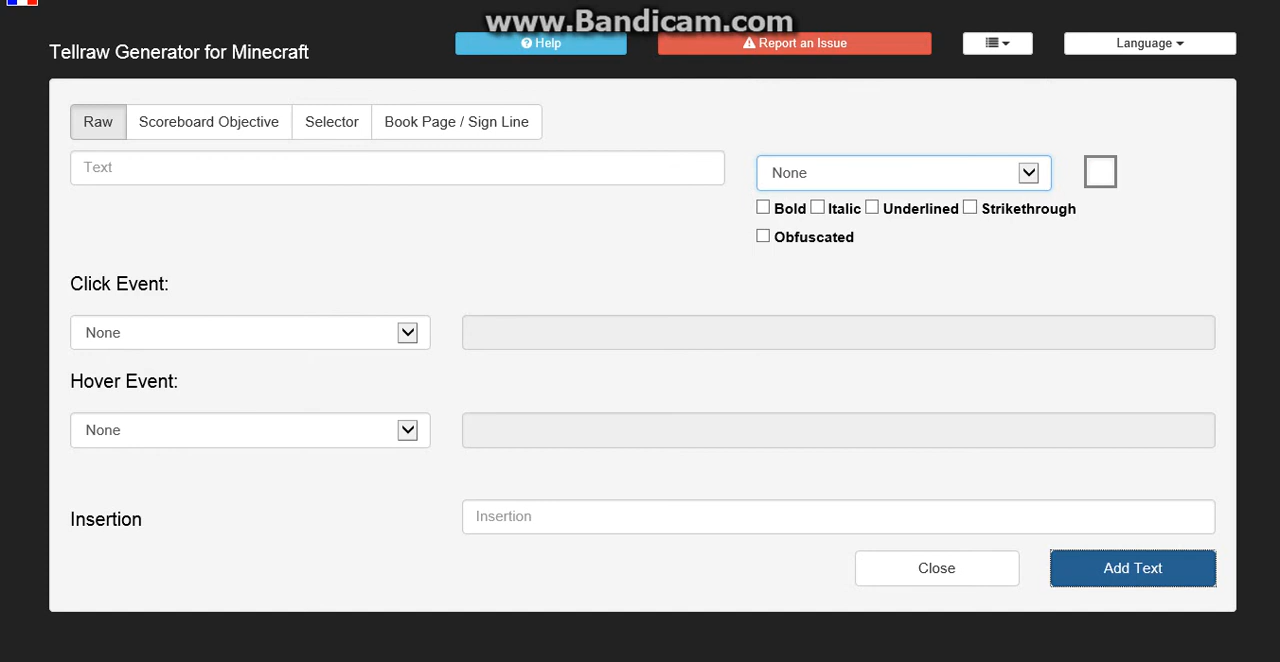 www.Bandicam.com
Tellraw Generator for Minecraft
Help
Report an Issue
Language
Raw
Scoreboard Objective
Selector
Book Page / Sign Line
Text
None
Bold
Italic
Underlined
Strikethrough
Obfuscated
Click Event:
None
Hover Event:
None
Insertion
Insertion
Close
Add Text